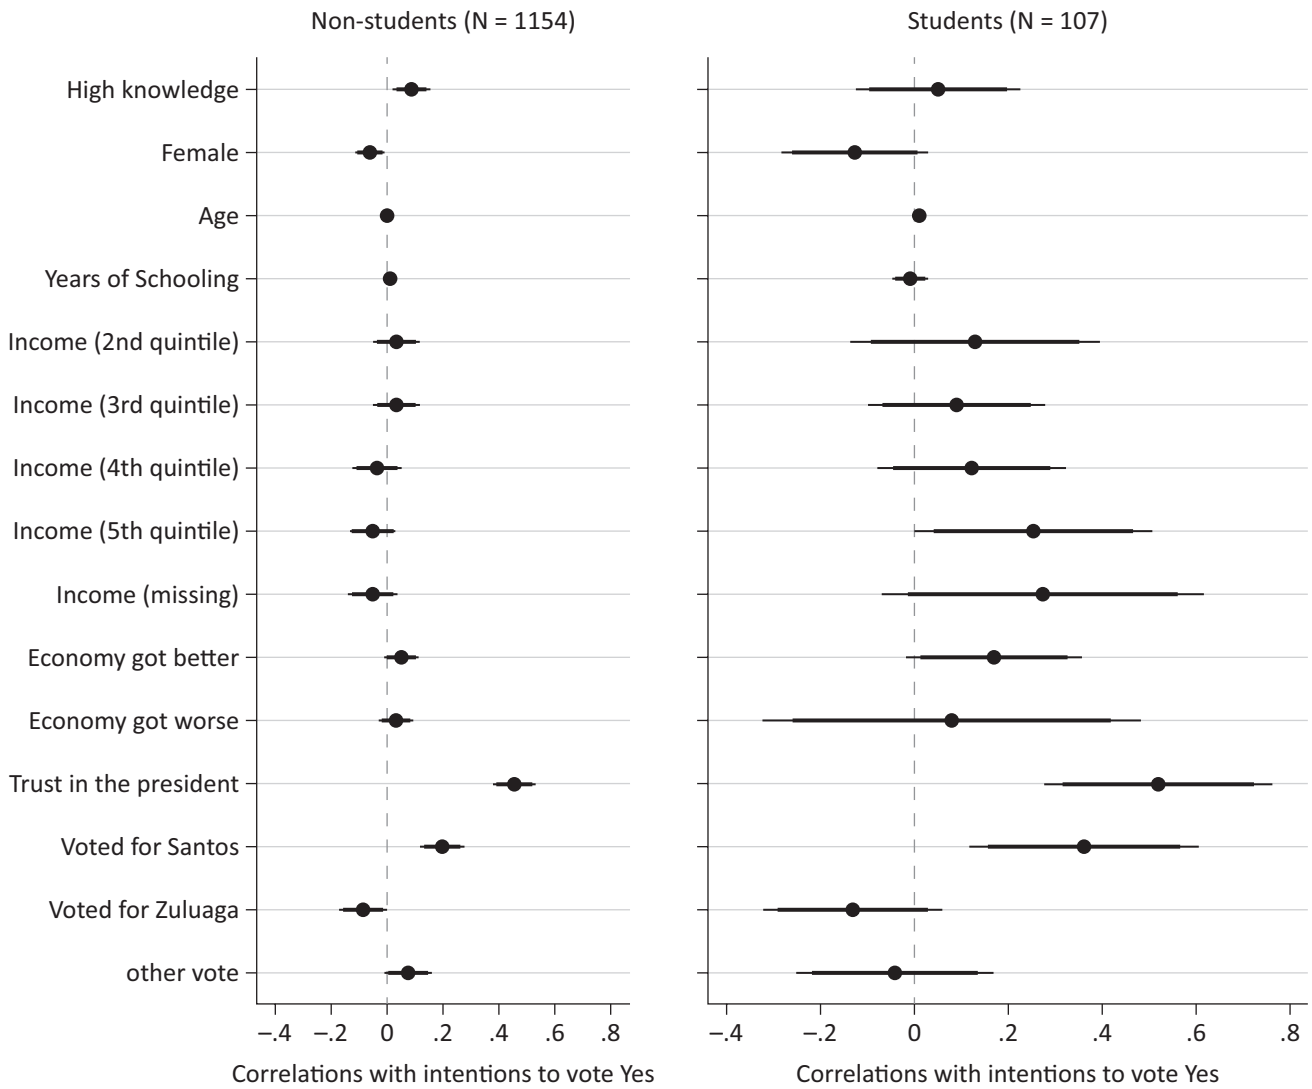 Non-students (N = 1154)
Students (N = 107)
High knowledge
Female
Age
Years of Schooling
Income (2nd quintile)
Income (3rd quintile)
Income (4th quintile)
Income (5th quintile)
Income (missing)
Economy got better
Economy got worse
Trust in the president
Voted for Santos
Voted for Zuluaga
other vote
–.4 –.2 0 .2 .4 .6 .8
–.4 –.2 0 .2 .4 .6 .8
Correlations with intentions to vote Yes
Correlations with intentions to vote Yes